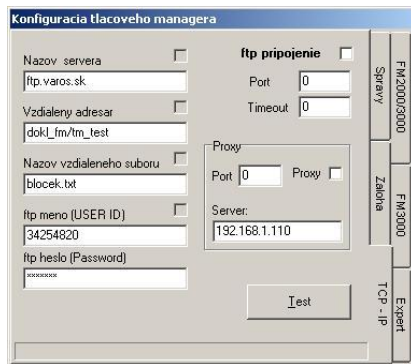 Konfiguracia tlacoveho managera
Nazov servera
ftp.varos.sk
Vzdialeny adresar
dokl_fm/tm_test
Nazov vzdialeneho suboru
blocek.txt
ftp meno (USER ID)
34254820
ftp heslo (Password)
×××××××
ftp pripojenie
Port 0
Timeout 0
Proxy
Port 0 Proxy
Server:
192.168.1.110
Test
Spravy
Zaloha
TCP - IP
FM2000/3000
FM3000
Expert